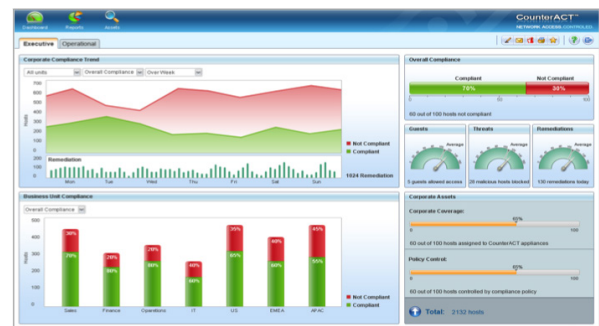 CounterACT™
NETWORK ACCESS CONTROLLED
Dashboard Reports Assets
Executive Operational
Corporate Compliance Trend
All units Overall Compliance Over Week
700
600
500
400
300
200
100
0
Hosts
Not Compliant
Compliant
Remediation
200
100
0
Mon Tue Wed Thu Fri Sat Sun
1024 Remediation
Overall Compliance
Compliant Not Compliant
70% 30%
0 50 100
60 out of 100 hosts not compliant
Guests Threats Remediations
Average Average Average
5 guests allowed access 20 malicious hosts blocked 130 remediations today
Business Unit Compliance
Overall Compliance
500
400
300
200
100
0
Hosts
30% 20% 20% 40% 35% 40% 45%
70% 80% 80% 60% 65% 60% 55%
Sales Finance Operations IT US EMEA APAC
Not Compliant
Compliant
Corporate Assets
Corporate Coverage:
65%
0 100
60 out of 100 hosts assigned to CounterACT appliances
Policy Control:
65%
0 100
60 out of 100 hosts controlled by compliance policy
Total: 2132 hosts